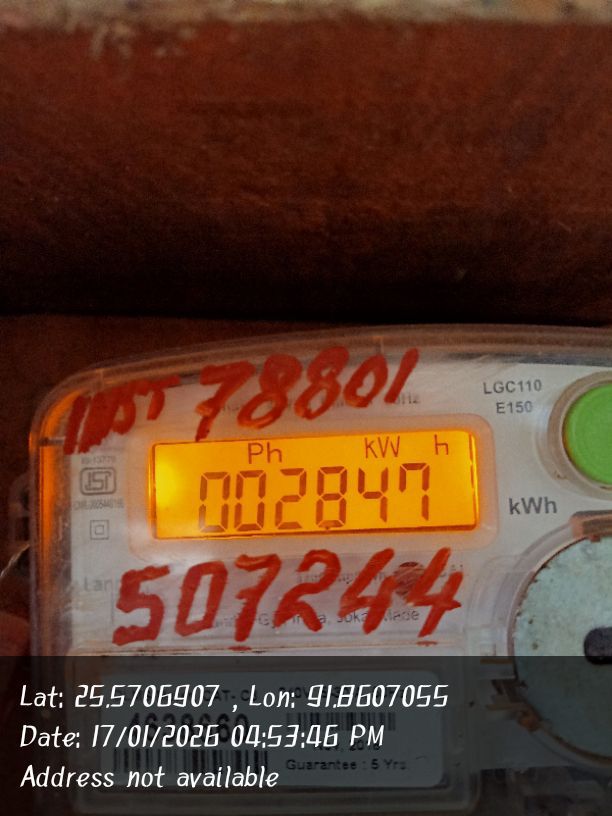 INST 78801
LGC110
E150
Ph kW h
002847
kWh
507244
Guarantee : 5 Yrs.
Lat: 25.5706907 , Lon: 91.8607055
Date: 17/01/2026 04:53:46 PM
Address not available